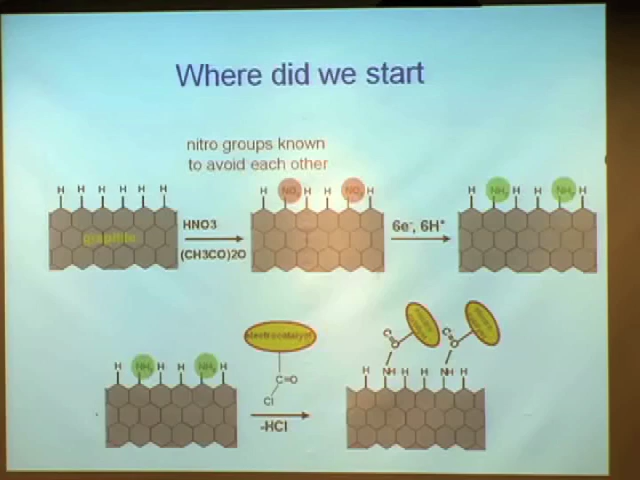 Where did we start
nitro groups known
to avoid each other
H H H H H H
graphite
HNO3
(CH3CO)2O
H NO2 H H NO2 H
6e-, 6H+
H NH2 H H NH2 H
H NH2 H H NH2 H
electrocatalyst
C=O
Cl
-HCl
C O C O
H NH H H NH H